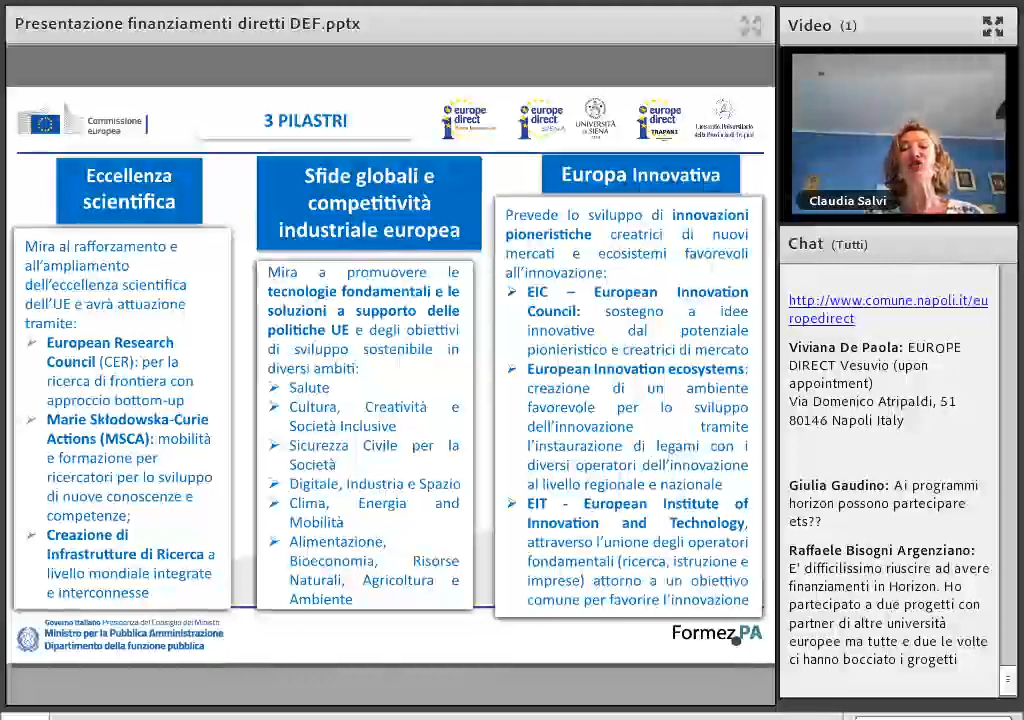 Presentazione finanziamenti diretti DEF.pptx
Commissione
europea
3 PILASTRI
europe
direct
europe
direct
SIENA
UNIVERSITÀ
DI SIENA
europe
direct
TRAPANI
Eccellenza
scientifica
Mira al rafforzamento e
all'ampliamento
dell'eccellenza scientifica
dell'UE e avrà attuazione
tramite:
➢ European Research
Council (CER): per la
ricerca di frontiera con
approccio bottom-up
➢ Marie Skłodowska-Curie
Actions (MSCA): mobilità
e formazione per
ricercatori per lo sviluppo
di nuove conoscenze e
competenze;
➢ Creazione di
Infrastrutture di Ricerca a
livello mondiale integrate
e interconnesse
Sfide globali e
competitività
industriale europea
Mira a promuovere le
tecnologie fondamentali e le
soluzioni a supporto delle
politiche UE e degli obiettivi
di sviluppo sostenibile in
diversi ambiti:
➢ Salute
➢ Cultura, Creatività e
Società Inclusive
➢ Sicurezza Civile per la
Società
➢ Digitale, Industria e Spazio
➢ Clima, Energia and
Mobilità
➢ Alimentazione,
Bioeconomia, Risorse
Naturali, Agricoltura e
Ambiente
Europa Innovativa
Prevede lo sviluppo di innovazioni
pioneristiche creatrici di nuovi
mercati e ecosistemi favorevoli
all'innovazione:
➢ EIC – European Innovation
Council: sostegno a idee
innovative dal potenziale
pionieristico e creatrici di mercato
➢ European Innovation ecosystems:
creazione di un ambiente
favorevole per lo sviluppo
dell'innovazione tramite
l'instaurazione di legami con i
diversi operatori dell'innovazione
al livello regionale e nazionale
➢ EIT - European Institute of
Innovation and Technology,
attraverso l'unione degli operatori
fondamentali (ricerca, istruzione e
imprese) attorno a un obiettivo
comune per favorire l'innovazione
Governo Italiano Presidenza del Consiglio dei Ministri
Ministro per la Pubblica Amministrazione
Dipartimento della funzione pubblica
Formez PA
Video (1)
Claudia Salvi
Chat (Tutti)
http://www.comune.napoli.it/eu
ropedirect
Viviana De Paola: EUROPE
DIRECT Vesuvio (upon
appointment)
Via Domenico Atripaldi, 51
80146 Napoli Italy
Giulia Gaudino: Ai programmi
horizon possono partecipare
ets??
Raffaele Bisogni Argenziano:
E' difficilissimo riuscire ad avere
finanziamenti in Horizon. Ho
partecipato a due progetti con
partner di altre università
europee ma tutte e due le volte
ci hanno bocciato i grogetti